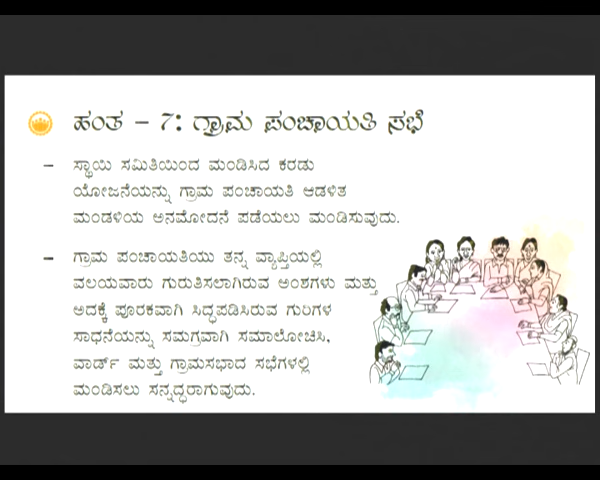 ಹಂತ – 7: ಗ್ರಾಮ ಪಂಚಾಯತಿ ಸಭೆ
– ಸ್ಥಾಯಿ ಸಮಿತಿಯಿಂದ ಮಂಡಿಸಿದ ಕರಡು
ಯೋಜನೆಯನ್ನು ಗ್ರಾಮ ಪಂಚಾಯತಿ ಆಡಳಿತ
ಮಂಡಳಿಯ ಅನಮೋದನೆ ಪಡೆಯಲು ಮಂಡಿಸುವುದು.
– ಗ್ರಾಮ ಪಂಚಾಯತಿಯು ತನ್ನ ವ್ಯಾಪ್ತಿಯಲ್ಲಿ
ವಲಯವಾರು ಗುರುತಿಸಲಾಗಿರುವ ಅಂಶಗಳು ಮತ್ತು
ಅದಕ್ಕೆ ಪೂರಕವಾಗಿ ಸಿದ್ಧಪಡಿಸಿರುವ ಗುರಿಗಳ
ಸಾಧನೆಯನ್ನು ಸಮಗ್ರವಾಗಿ ಸಮಾಲೋಚಿಸಿ,
ವಾರ್ಡ್ ಮತ್ತು ಗ್ರಾಮಸಭಾದ ಸಭೆಗಳಲ್ಲಿ
ಮಂಡಿಸಲು ಸನ್ನದ್ಧರಾಗುವುದು.